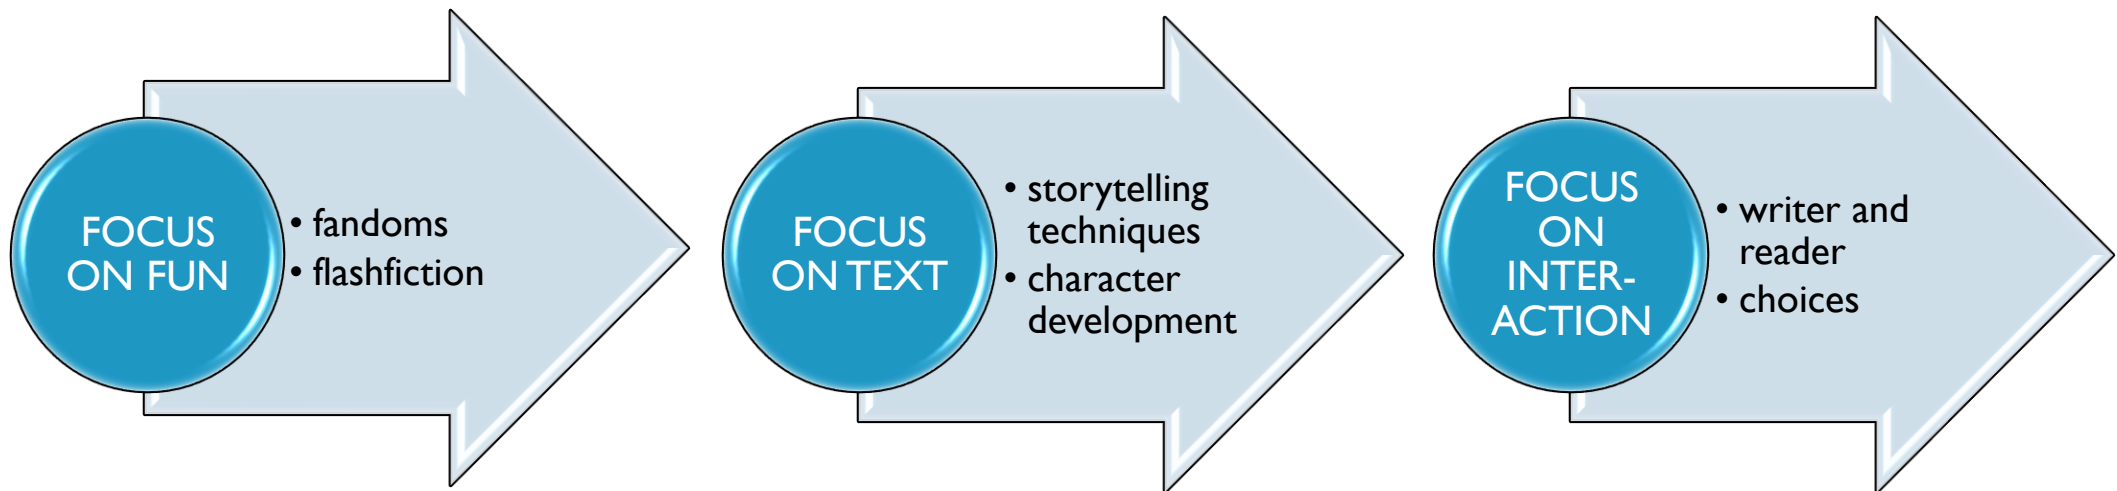 FOCUS
ON FUN
• fandoms
• flashfiction
FOCUS
ON TEXT
• storytelling
techniques
• character
development
FOCUS
ON
INTER-
ACTION
• writer and
reader
• choices